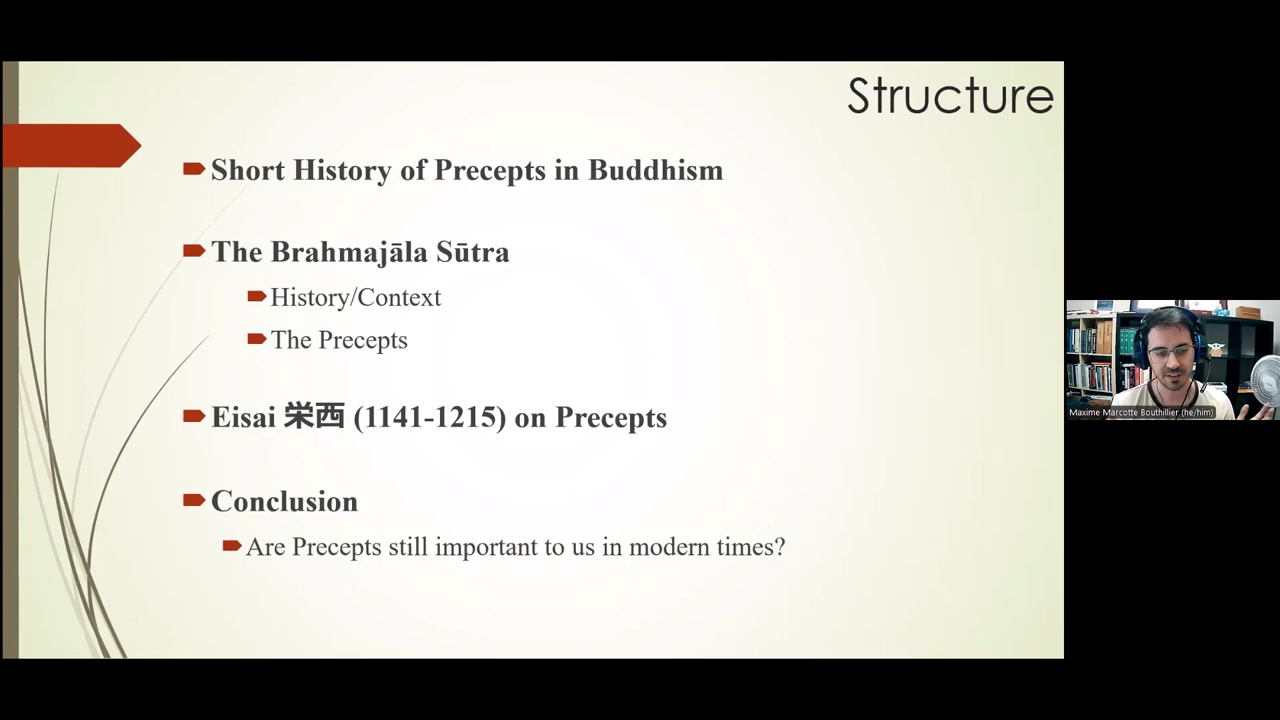 Structure
Short History of Precepts in Buddhism
The Brahmajāla Sūtra
History/Context
The Precepts
Eisai 栄西 (1141-1215) on Precepts
Conclusion
Are Precepts still important to us in modern times?
Maxime Marcotte Bouthillier (he/him)